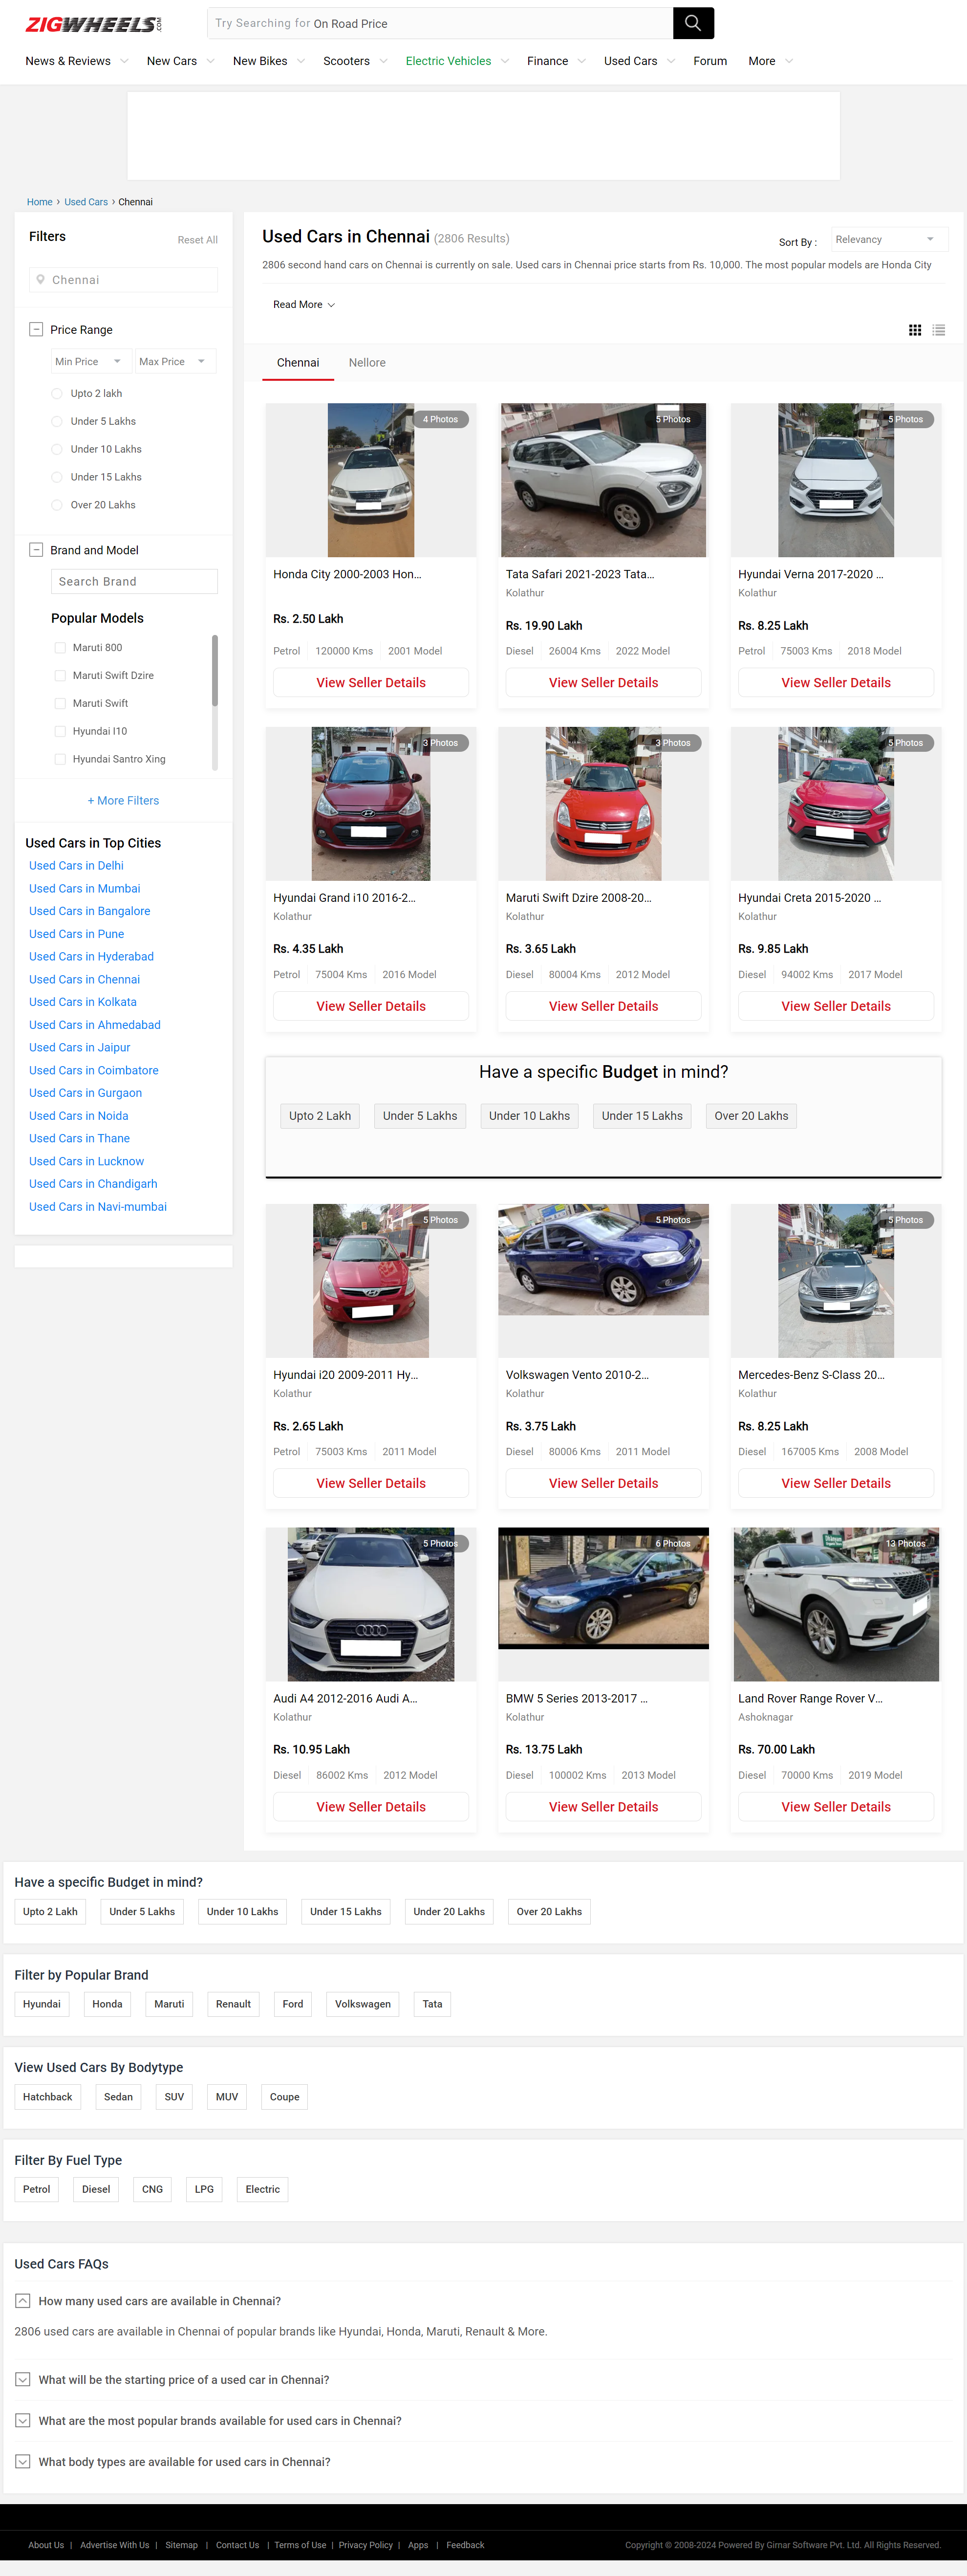 ZIGWHEELS.COM
Try Searching for On Road Price
News & Reviews New Cars New Bikes Scooters Electric Vehicles Finance Used Cars Forum More
Home › Used Cars › Chennai
Filters
Reset All
Chennai
Price Range
Min Price Max Price
Upto 2 lakh
Under 5 Lakhs
Under 10 Lakhs
Under 15 Lakhs
Over 20 Lakhs
Brand and Model
Search Brand
Popular Models
Maruti 800
Maruti Swift Dzire
Maruti Swift
Hyundai I10
Hyundai Santro Xing
+ More Filters
Used Cars in Top Cities
Used Cars in Delhi
Used Cars in Mumbai
Used Cars in Bangalore
Used Cars in Pune
Used Cars in Hyderabad
Used Cars in Chennai
Used Cars in Kolkata
Used Cars in Ahmedabad
Used Cars in Jaipur
Used Cars in Coimbatore
Used Cars in Gurgaon
Used Cars in Noida
Used Cars in Thane
Used Cars in Lucknow
Used Cars in Chandigarh
Used Cars in Navi-mumbai
Used Cars in Chennai (2806 Results)
Sort By : Relevancy
2806 second hand cars on Chennai is currently on sale. Used cars in Chennai price starts from Rs. 10,000. The most popular models are Honda City
Read More
Chennai Nellore
4 Photos
Honda City 2000-2003 Hon...
Rs. 2.50 Lakh
Petrol 120000 Kms 2001 Model
View Seller Details
5 Photos
Tata Safari 2021-2023 Tata...
Kolathur
Rs. 19.90 Lakh
Diesel 26004 Kms 2022 Model
View Seller Details
5 Photos
Hyundai Verna 2017-2020 ...
Kolathur
Rs. 8.25 Lakh
Petrol 75003 Kms 2018 Model
View Seller Details
3 Photos
Hyundai Grand i10 2016-2...
Kolathur
Rs. 4.35 Lakh
Petrol 75004 Kms 2016 Model
View Seller Details
3 Photos
Maruti Swift Dzire 2008-20...
Kolathur
Rs. 3.65 Lakh
Diesel 80004 Kms 2012 Model
View Seller Details
5 Photos
Hyundai Creta 2015-2020 ...
Kolathur
Rs. 9.85 Lakh
Diesel 94002 Kms 2017 Model
View Seller Details
Have a specific Budget in mind?
Upto 2 Lakh Under 5 Lakhs Under 10 Lakhs Under 15 Lakhs Over 20 Lakhs
5 Photos
Hyundai i20 2009-2011 Hy...
Kolathur
Rs. 2.65 Lakh
Petrol 75003 Kms 2011 Model
View Seller Details
5 Photos
Volkswagen Vento 2010-2...
Kolathur
Rs. 3.75 Lakh
Diesel 80006 Kms 2011 Model
View Seller Details
5 Photos
Mercedes-Benz S-Class 20...
Kolathur
Rs. 8.25 Lakh
Diesel 167005 Kms 2008 Model
View Seller Details
5 Photos
Audi A4 2012-2016 Audi A...
Kolathur
Rs. 10.95 Lakh
Diesel 86002 Kms 2012 Model
View Seller Details
6 Photos
BMW 5 Series 2013-2017 ...
Kolathur
Rs. 13.75 Lakh
Diesel 100002 Kms 2013 Model
View Seller Details
13 Photos
Land Rover Range Rover V...
Ashoknagar
Rs. 70.00 Lakh
Diesel 70000 Kms 2019 Model
View Seller Details
Have a specific Budget in mind?
Upto 2 Lakh Under 5 Lakhs Under 10 Lakhs Under 15 Lakhs Under 20 Lakhs Over 20 Lakhs
Filter by Popular Brand
Hyundai Honda Maruti Renault Ford Volkswagen Tata
View Used Cars By Bodytype
Hatchback Sedan SUV MUV Coupe
Filter By Fuel Type
Petrol Diesel CNG LPG Electric
Used Cars FAQs
How many used cars are available in Chennai?
2806 used cars are available in Chennai of popular brands like Hyundai, Honda, Maruti, Renault & More.
What will be the starting price of a used car in Chennai?
What are the most popular brands available for used cars in Chennai?
What body types are available for used cars in Chennai?
About Us | Advertise With Us | Sitemap | Contact Us | Terms of Use | Privacy Policy | Apps | Feedback
Copyright © 2008-2024 Powered By Girnar Software Pvt. Ltd. All Rights Reserved.